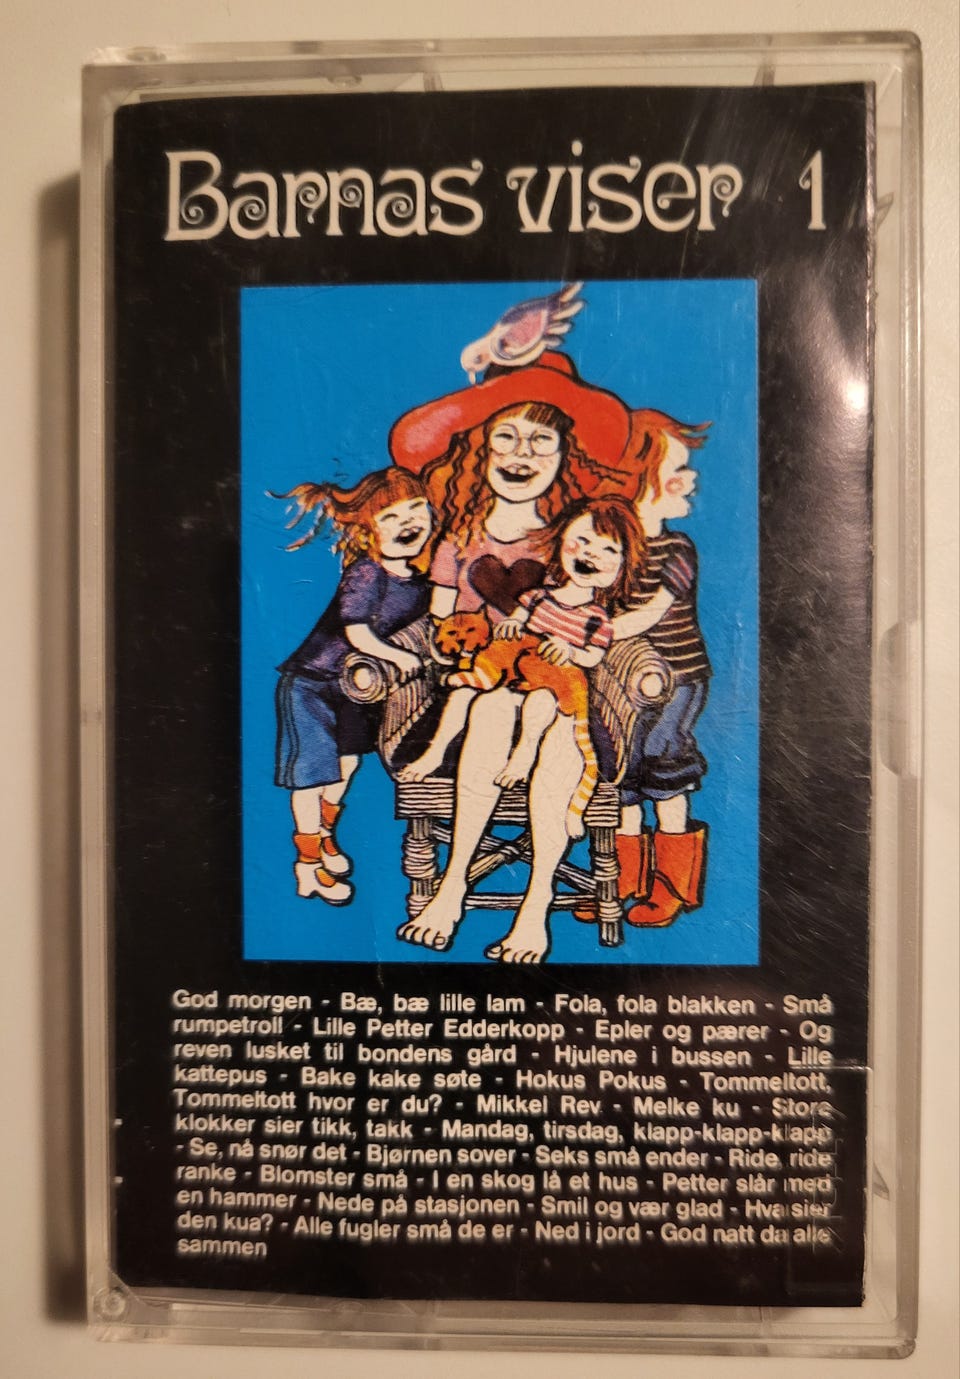 Barnas viser 1
God morgen - Bæ, bæ lille lam - Fola, fola blakken - Små
rumpetroll - Lille Petter Edderkopp - Epler og pærer - Og
reven lusket til bondens gård - Hjulene i bussen - Lille
kattepus - Bake kake søte - Hokus Pokus - Tommeltott,
Tommeltott hvor er du? - Mikkel Rev - Melke ku - Store
klokker sier tikk, takk - Mandag, tirsdag, klapp-klapp-klapp
- Se, nå snør det - Bjørnen sover - Seks små ender - Ride, ride
ranke - Blomster små - I en skog lå et hus - Petter slår med
en hammer - Nede på stasjonen - Smil og vær glad - Hva sier
den kua? - Alle fugler små de er - Ned i jord - God natt da alle
sammen